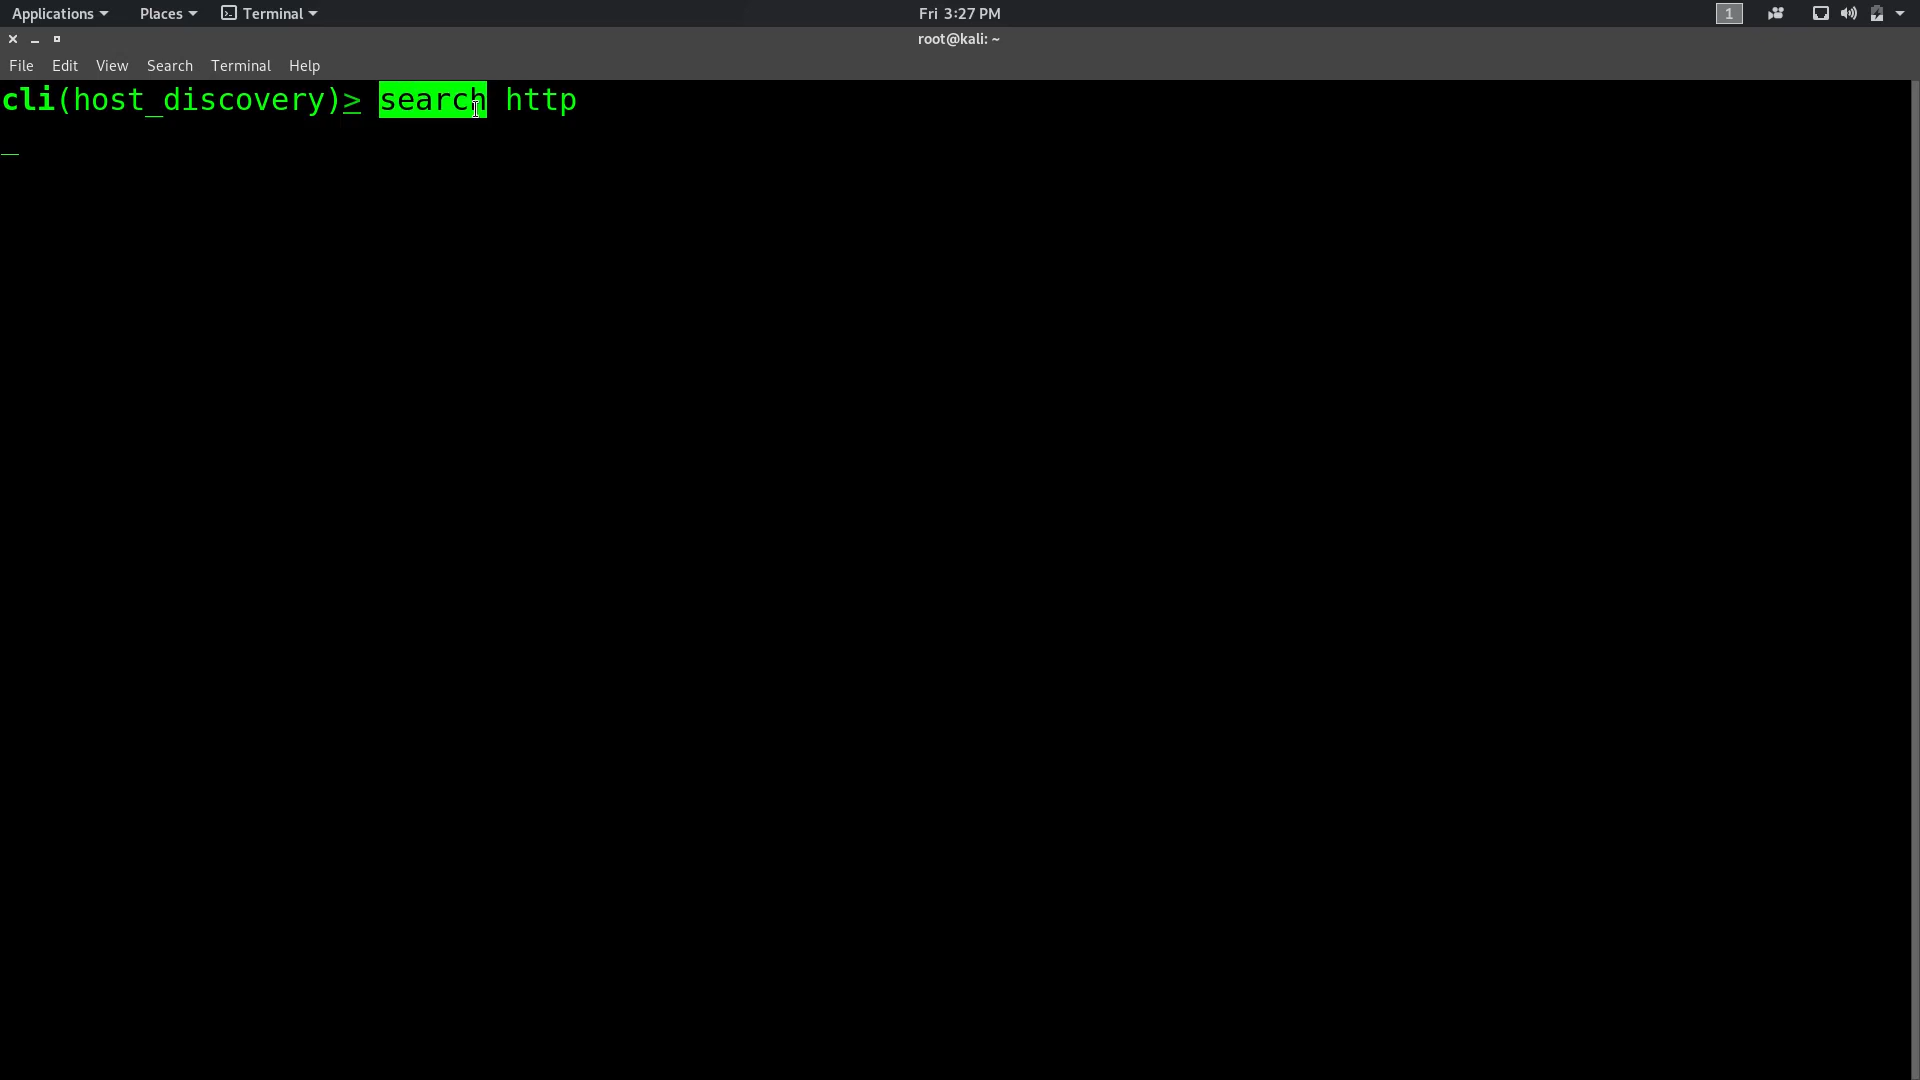 Applications Places Terminal Fri 3:27 PM 1
root@kali: ~
File Edit View Search Terminal Help
cli(host_discovery)> search http
_